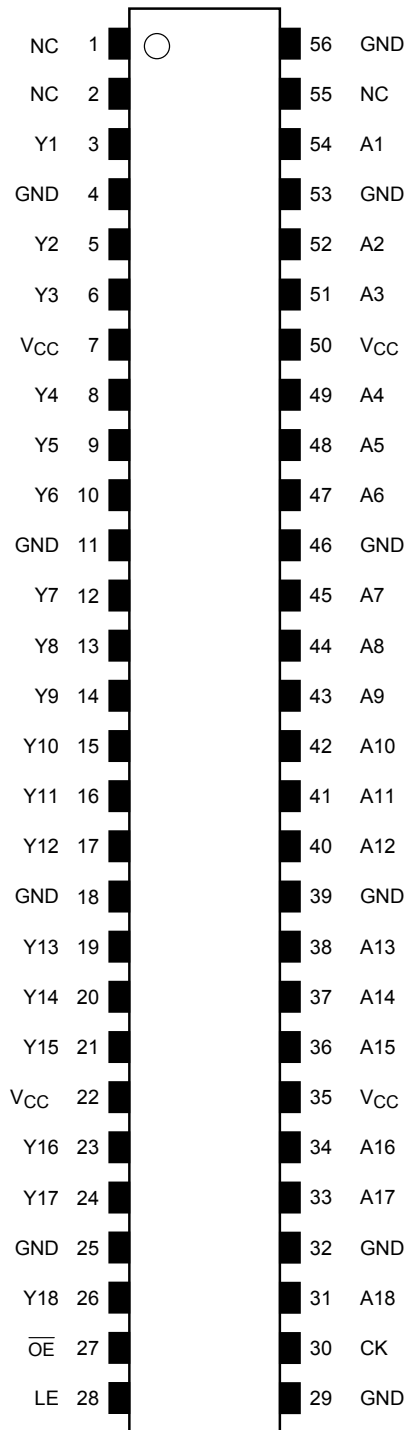 NC 1 56 GND
NC 2 55 NC
Y1 3 54 A1
GND 4 53 GND
Y2 5 52 A2
Y3 6 51 A3
VCC 7 50 VCC
Y4 8 49 A4
Y5 9 48 A5
Y6 10 47 A6
GND 11 46 GND
Y7 12 45 A7
Y8 13 44 A8
Y9 14 43 A9
Y10 15 42 A10
Y11 16 41 A11
Y12 17 40 A12
GND 18 39 GND
Y13 19 38 A13
Y14 20 37 A14
Y15 21 36 A15
VCC 22 35 VCC
Y16 23 34 A16
Y17 24 33 A17
GND 25 32 GND
Y18 26 31 A18
O̅E̅ 27 30 CK
LE 28 29 GND